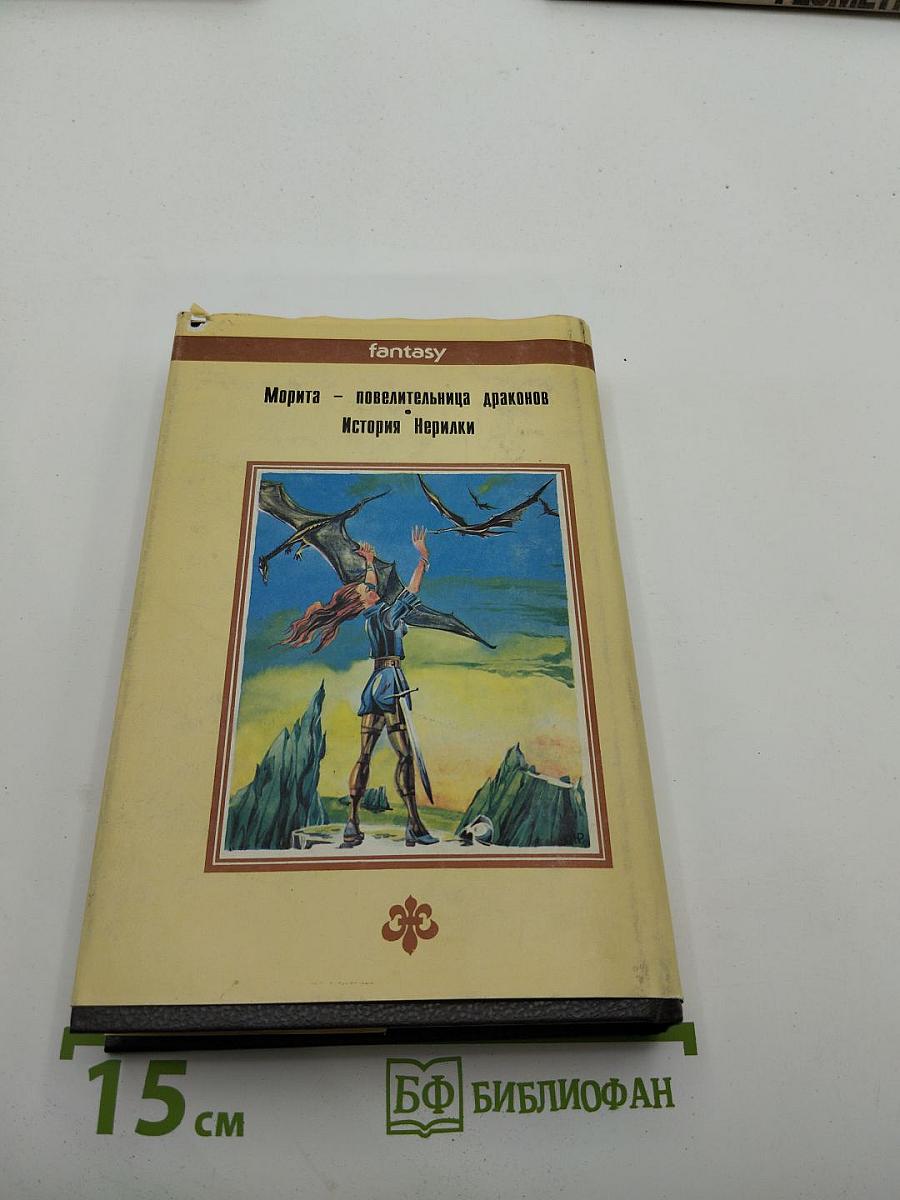 fantasy
Морита – повелительница драконов
•
История Нерилки
15 см
БФ БИБЛИОФАН